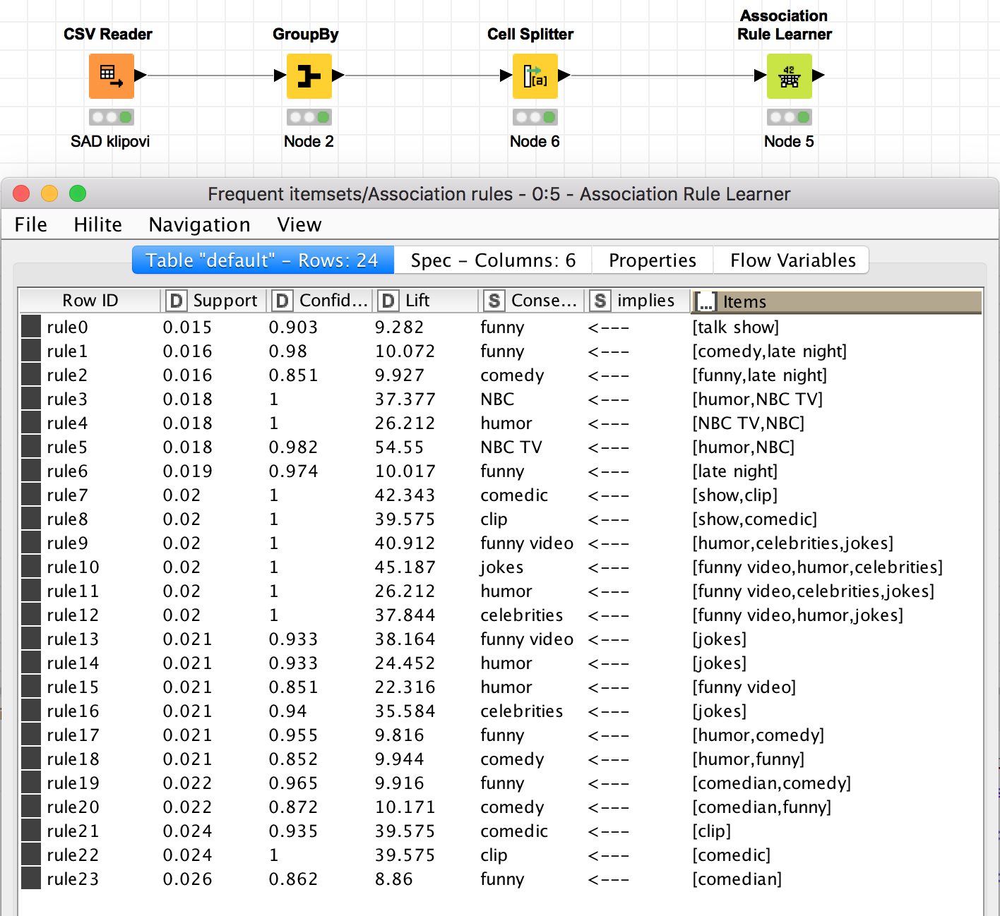 CSV Reader
GroupBy
Cell Splitter
Association
Rule Learner
[a]
42
SAD klipovi
Node 2
Node 6
Node 5
Frequent itemsets/Association rules - 0:5 - Association Rule Learner
File Hilite Navigation View
Table "default" - Rows: 24 Spec - Columns: 6 Properties Flow Variables
Row ID D Support D Confid... D Lift S Conse... S implies [...] Items
rule0 0.015 0.903 9.282 funny <--- [talk show]
rule1 0.016 0.98 10.072 funny <--- [comedy,late night]
rule2 0.016 0.851 9.927 comedy <--- [funny,late night]
rule3 0.018 1 37.377 NBC <--- [humor,NBC TV]
rule4 0.018 1 26.212 humor <--- [NBC TV,NBC]
rule5 0.018 0.982 54.55 NBC TV <--- [humor,NBC]
rule6 0.019 0.974 10.017 funny <--- [late night]
rule7 0.02 1 42.343 comedic <--- [show,clip]
rule8 0.02 1 39.575 clip <--- [show,comedic]
rule9 0.02 1 40.912 funny video <--- [humor,celebrities,jokes]
rule10 0.02 1 45.187 jokes <--- [funny video,humor,celebrities]
rule11 0.02 1 26.212 humor <--- [funny video,celebrities,jokes]
rule12 0.02 1 37.844 celebrities <--- [funny video,humor,jokes]
rule13 0.021 0.933 38.164 funny video <--- [jokes]
rule14 0.021 0.933 24.452 humor <--- [jokes]
rule15 0.021 0.851 22.316 humor <--- [funny video]
rule16 0.021 0.94 35.584 celebrities <--- [jokes]
rule17 0.021 0.955 9.816 funny <--- [humor,comedy]
rule18 0.021 0.852 9.944 comedy <--- [humor,funny]
rule19 0.022 0.965 9.916 funny <--- [comedian,comedy]
rule20 0.022 0.872 10.171 comedy <--- [comedian,funny]
rule21 0.024 0.935 39.575 comedic <--- [clip]
rule22 0.024 1 39.575 clip <--- [comedic]
rule23 0.026 0.862 8.86 funny <--- [comedian]